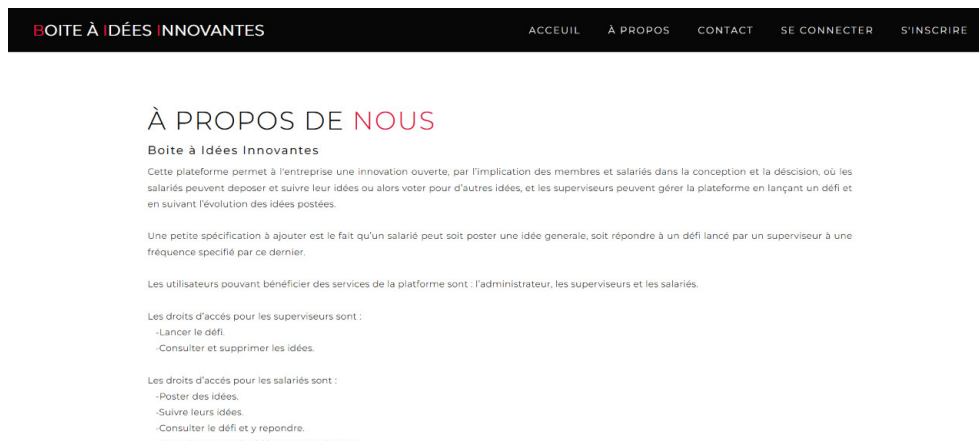 BOITE À IDÉES INNOVANTES
ACCEUIL À PROPOS CONTACT SE CONNECTER S'INSCRIRE
À PROPOS DE NOUS
Boite à Idées Innovantes
Cette plateforme permet à l'entreprise une innovation ouverte, par l'implication des membres et salariés dans la conception et la déscision, où les
salariés peuvent deposer et suivre leur idées ou alors voter pour d'autres idées, et les superviseurs peuvent gérer la plateforme en lançant un défi et
en suivant l'évolution des idées postées.
Une petite spécification à ajouter est le fait qu'un salarié peut soit poster une idée generale, soit répondre à un défi lancé par un superviseur à une
fréquence specifié par ce dernier.
Les utilisateurs pouvant bénéficier des services de la platforme sont : l'administrateur, les superviseurs et les salariés.
Les droits d'accés pour les superviseurs sont :
-Lancer le défi.
-Consulter et supprimer les idées.
Les droits d'accés pour les salariés sont :
-Poster des idées.
-Suivre leurs idées.
-Consulter le défi et y repondre.